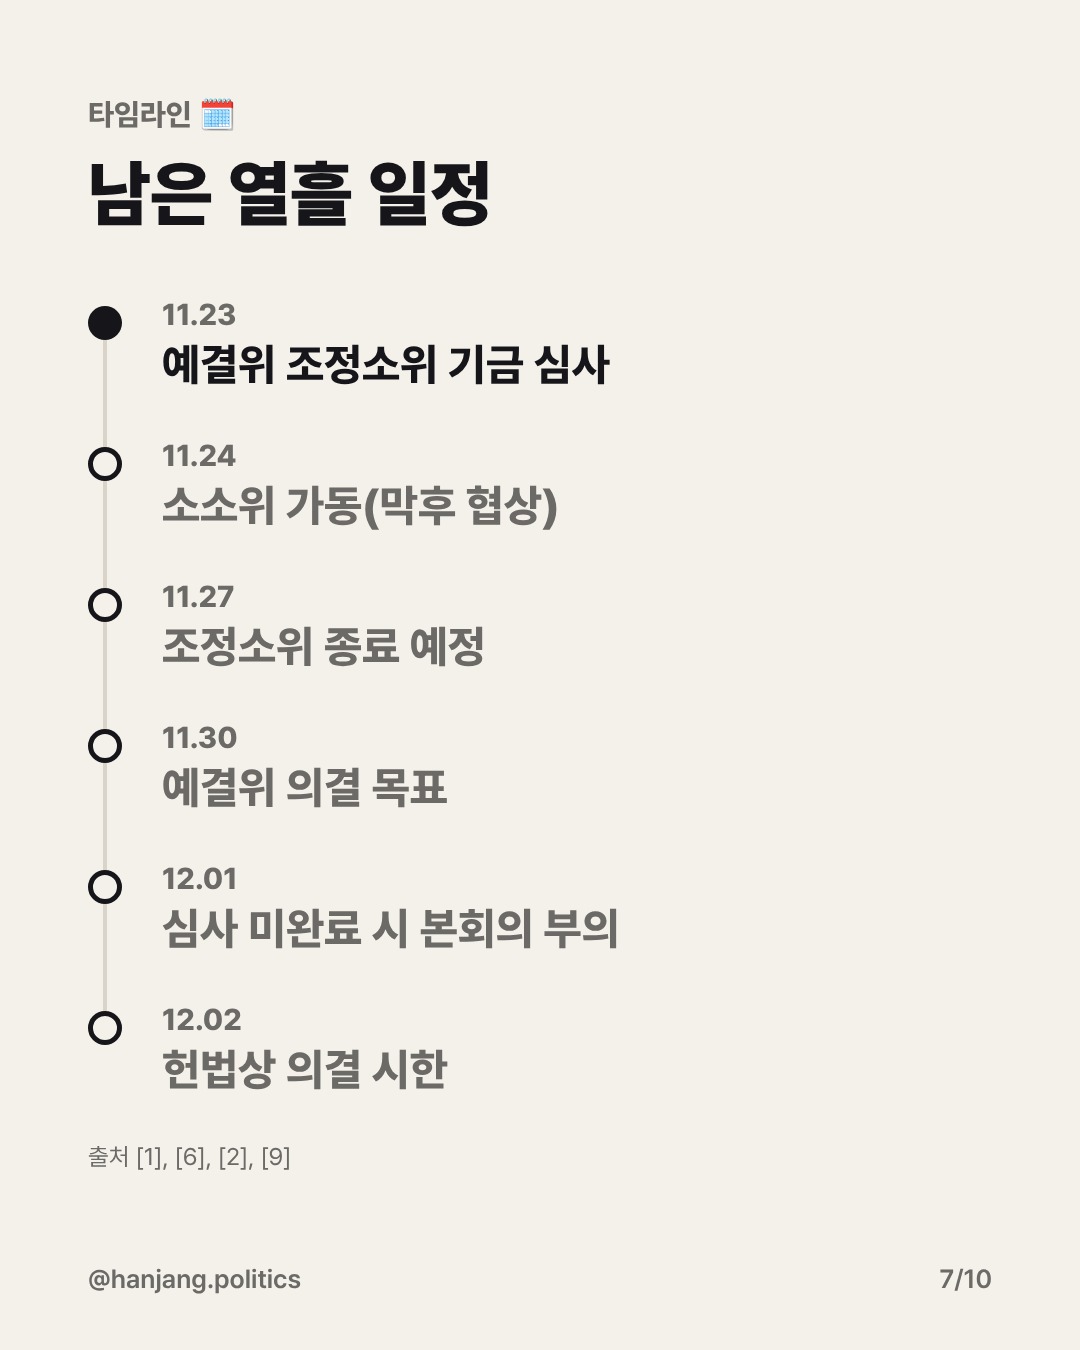 타임라인 🗓️
남은 열흘 일정
11.23
예결위 조정소위 기금 심사
11.24
소소위 가동(막후 협상)
11.27
조정소위 종료 예정
11.30
예결위 의결 목표
12.01
심사 미완료 시 본회의 부의
12.02
헌법상 의결 시한
출처 [1], [6], [2], [9]
@hanjang.politics
7/10